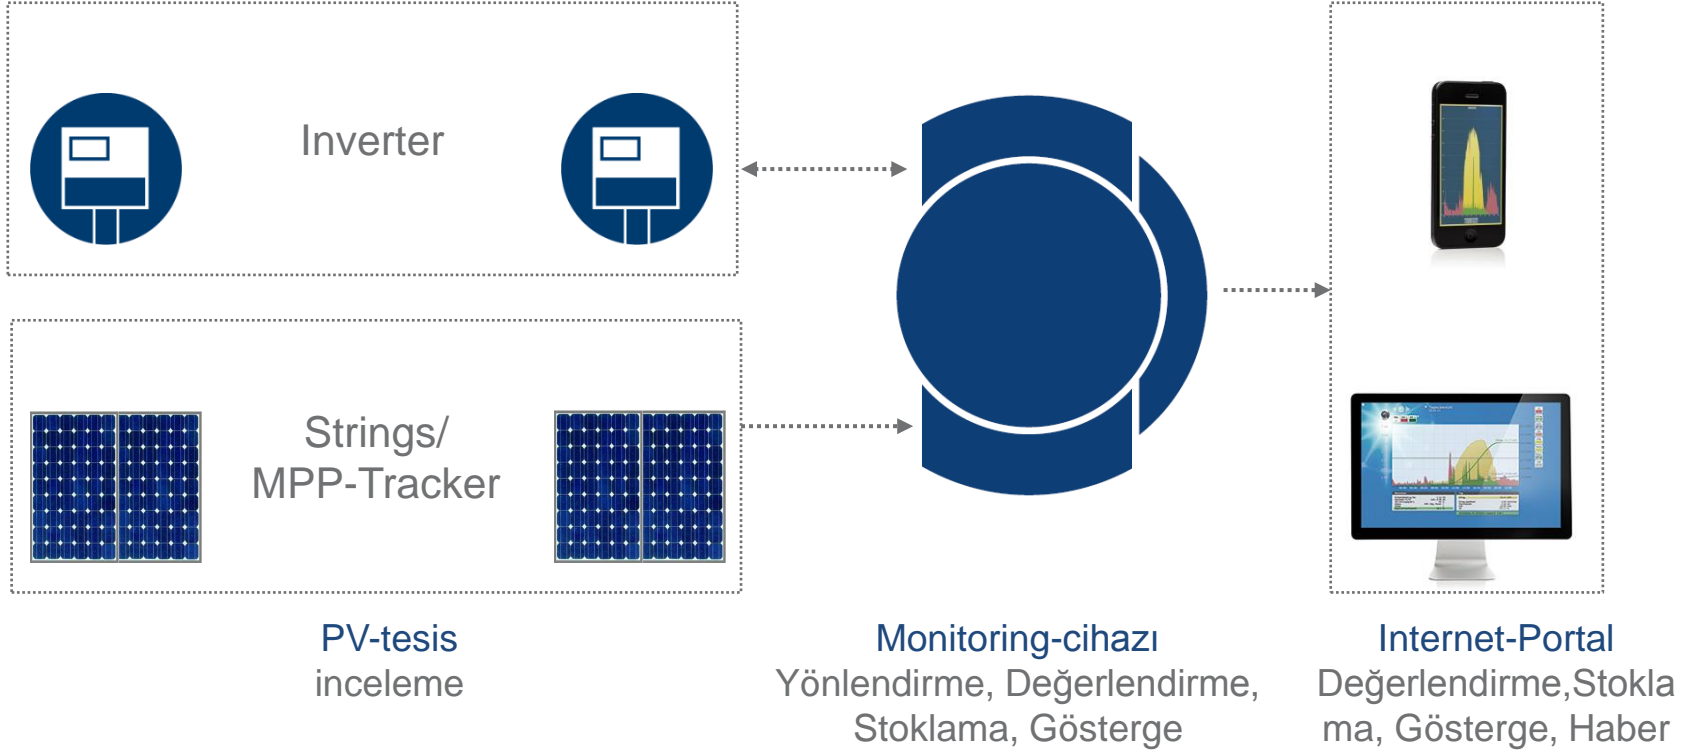 Inverter
Strings/
MPP-Tracker
PV-tesis
inceleme
Monitoring-cihazı
Yönlendirme, Değerlendirme,
Stoklama, Gösterge
Internet-Portal
Değerlendirme,Stokla
ma, Gösterge, Haber